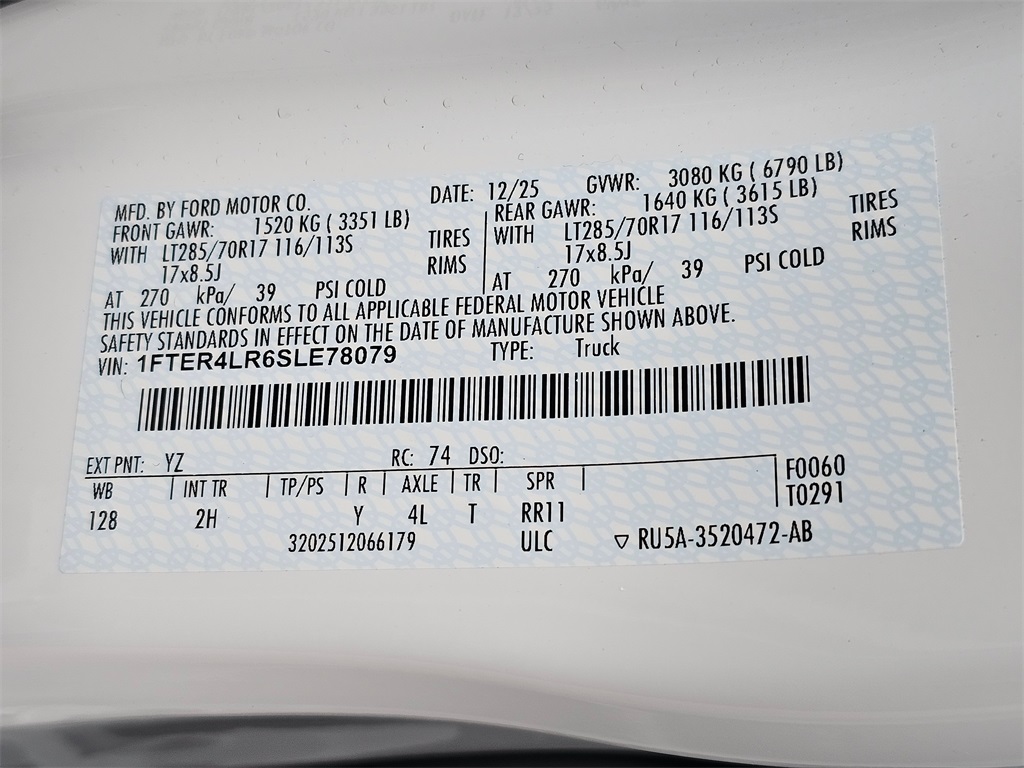 MFD. BY FORD MOTOR CO. DATE: 12/25 GVWR: 3080 KG ( 6790 LB)
FRONT GAWR: 1520 KG ( 3351 LB) REAR GAWR: 1640 KG ( 3615 LB)
WITH LT285/70R17 116/113S TIRES WITH LT285/70R17 116/113S TIRES
17x8.5J RIMS 17x8.5J RIMS
AT 270 kPa/ 39 PSI COLD AT 270 kPa/ 39 PSI COLD
THIS VEHICLE CONFORMS TO ALL APPLICABLE FEDERAL MOTOR VEHICLE
SAFETY STANDARDS IN EFFECT ON THE DATE OF MANUFACTURE SHOWN ABOVE.
VIN: 1FTER4LR6SLE78079 TYPE: Truck
EXT PNT: YZ RC: 74 DSO:
WB | INT TR | TP/PS | R | AXLE | TR | SPR | F0060
128 2H Y 4L T RR11 T0291
3202512066179 ULC ▽ RU5A-3520472-AB